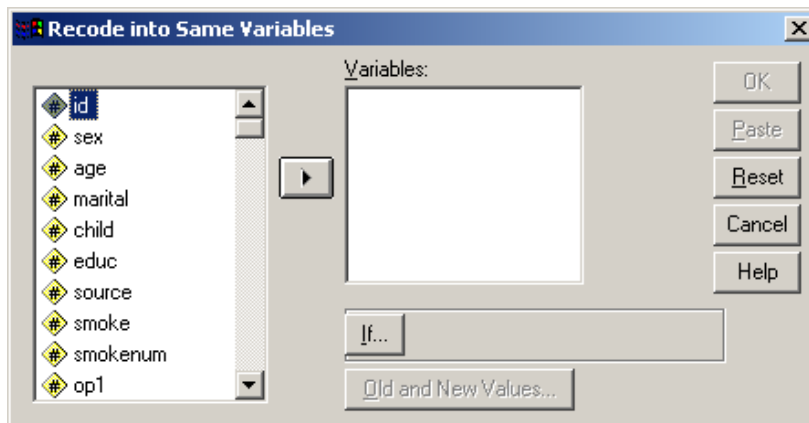 Recode into Same Variables
id
sex
age
marital
child
educ
source
smoke
smokenum
op1
Variables:
If...
Old and New Values...
OK
Paste
Reset
Cancel
Help